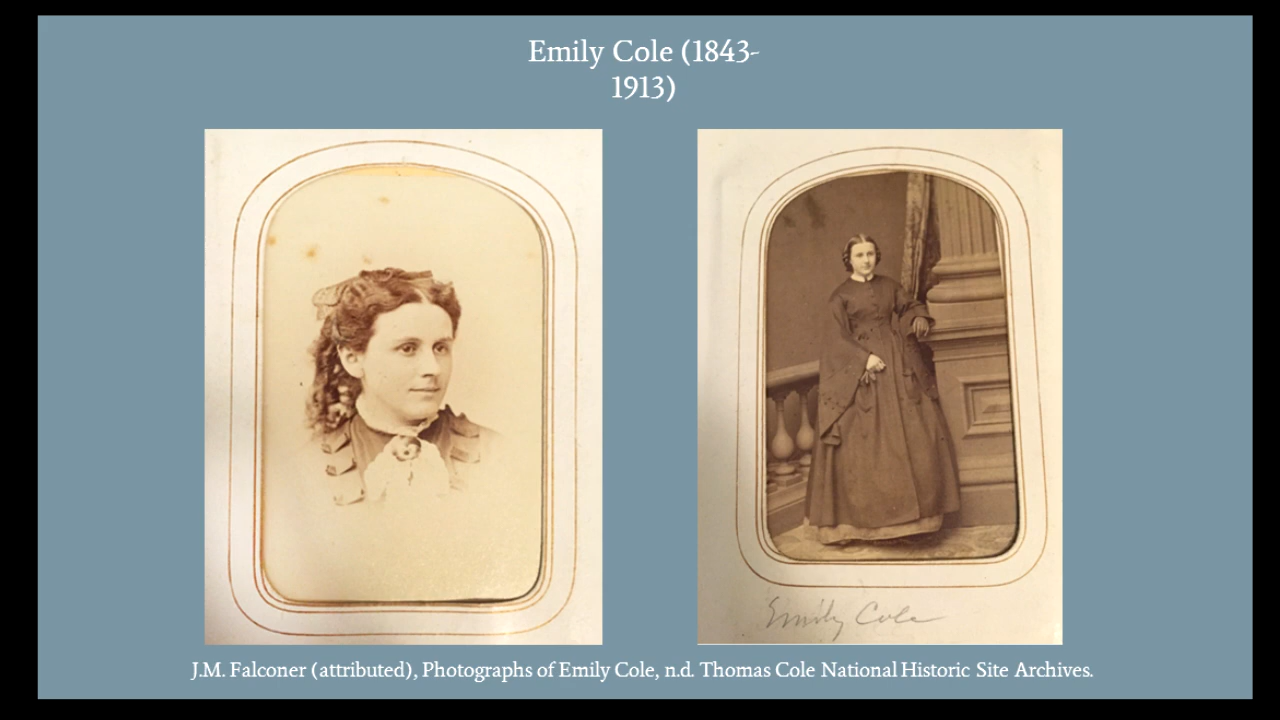 Emily Cole (1843-
1913)
Emily Cole
J.M. Falconer (attributed), Photographs of Emily Cole, n.d. Thomas Cole National Historic Site Archives.